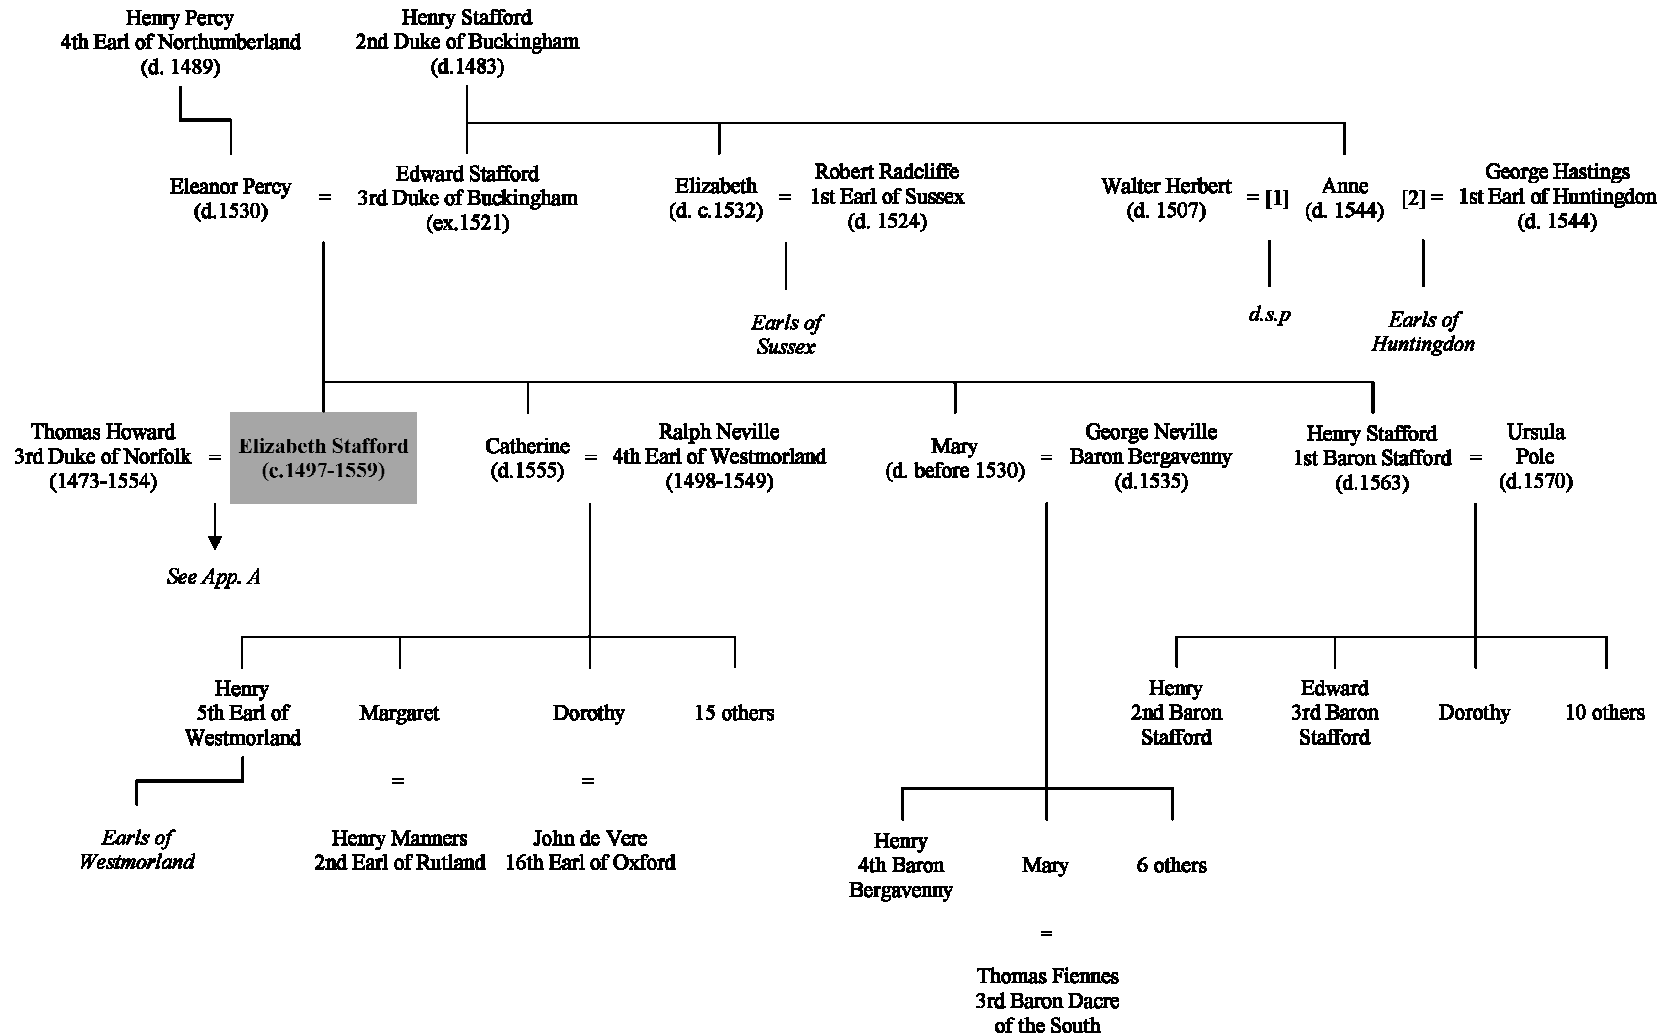 Henry Percy
4th Earl of Northumberland
(d. 1489)
Henry Stafford
2nd Duke of Buckingham
(d.1483)
Eleanor Percy
(d.1530)
=
Edward Stafford
3rd Duke of Buckingham
(ex.1521)
Elizabeth
(d. c.1532)
=
Robert Radcliffe
1st Earl of Sussex
(d. 1524)
Walter Herbert
(d. 1507)
= [1]
Anne
(d. 1544)
[2] =
George Hastings
1st Earl of Huntingdon
(d. 1544)
Earls of
Sussex
d.s.p
Earls of
Huntingdon
Thomas Howard
3rd Duke of Norfolk
(1473-1554)
=
Elizabeth Stafford
(c.1497-1559)
Catherine
(d.1555)
=
Ralph Neville
4th Earl of Westmorland
(1498-1549)
Mary
(d. before 1530)
=
George Neville
Baron Bergavenny
(d.1535)
Henry Stafford
1st Baron Stafford
(d.1563)
=
Ursula
Pole
(d.1570)
See App. A
Henry
5th Earl of
Westmorland
Margaret
Dorothy
15 others
Henry
2nd Baron
Stafford
Edward
3rd Baron
Stafford
Dorothy
10 others
=
=
Earls of
Westmorland
Henry Manners
2nd Earl of Rutland
John de Vere
16th Earl of Oxford
Henry
4th Baron
Bergavenny
Mary
6 others
=
Thomas Fiennes
3rd Baron Dacre
of the South